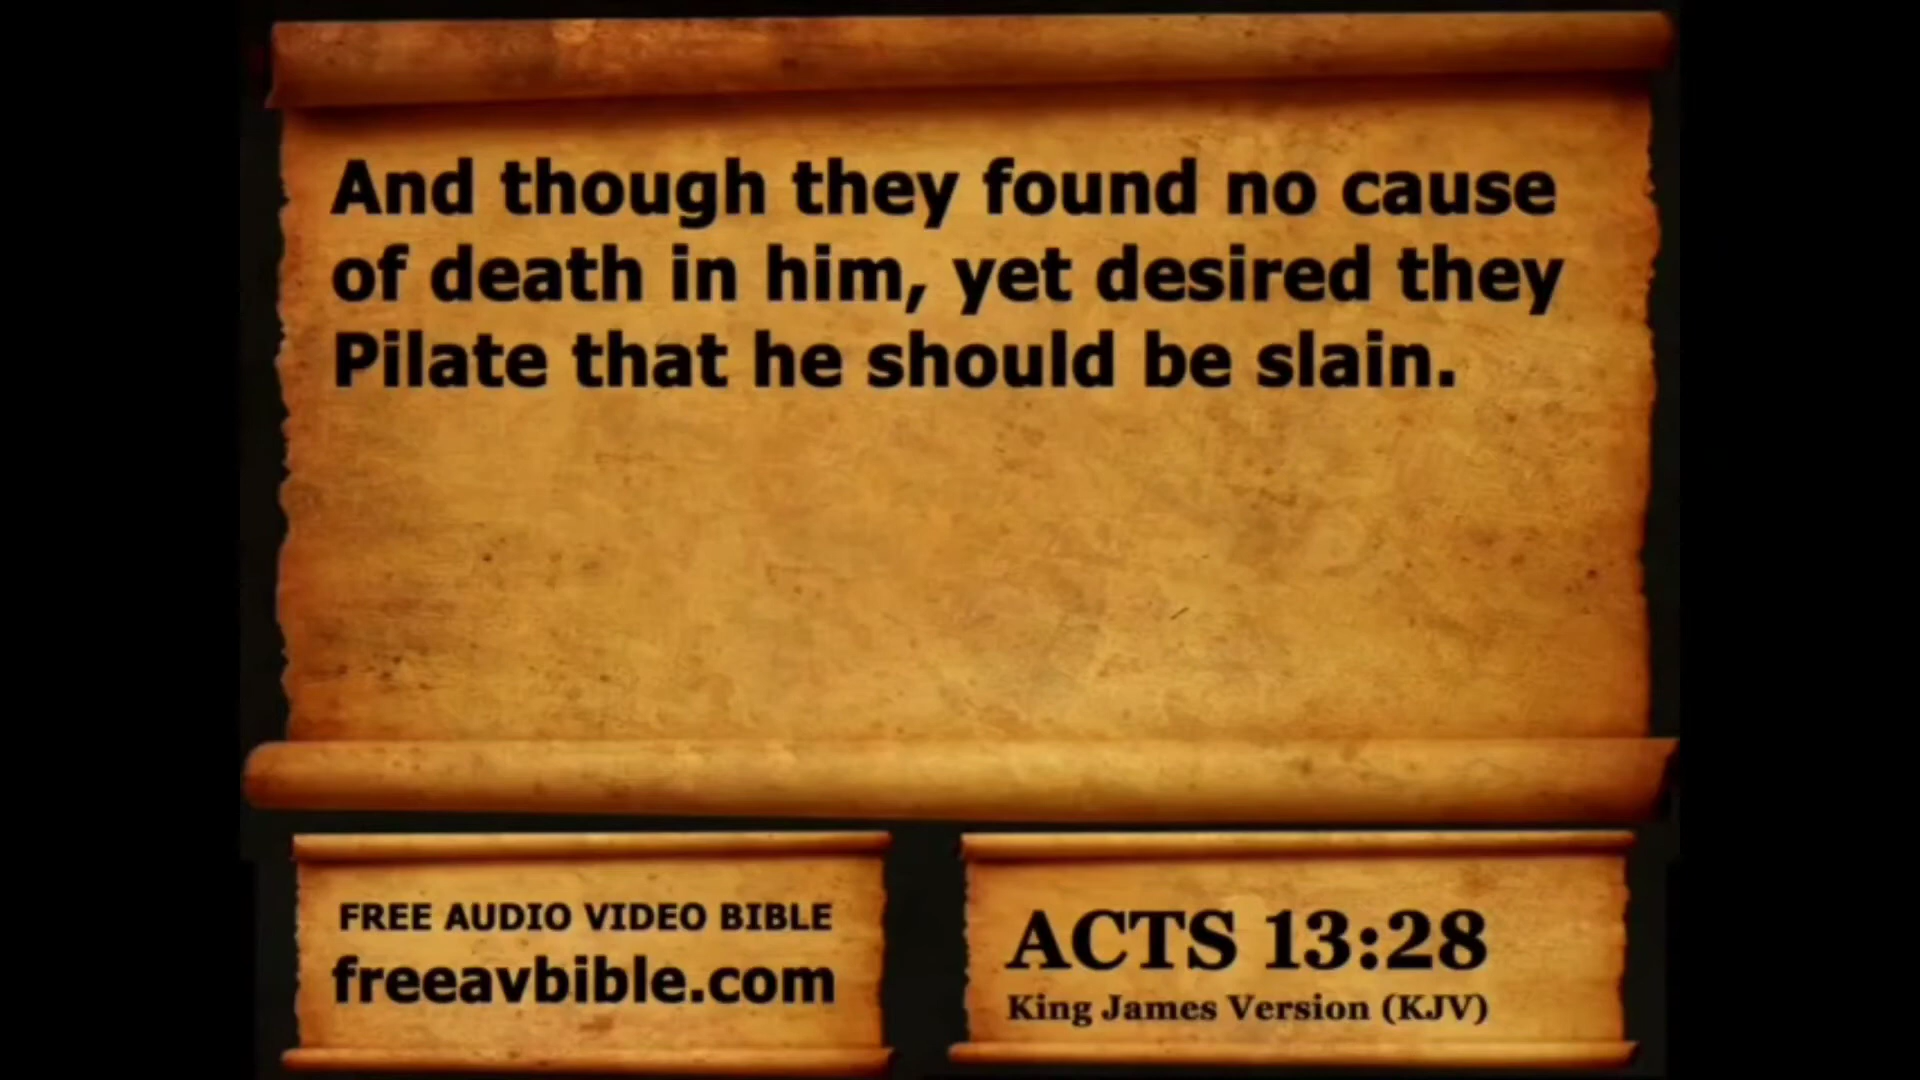 And though they found no cause
of death in him, yet desired they
Pilate that he should be slain.
FREE AUDIO VIDEO BIBLE
freeavbible.com
ACTS 13:28
King James Version (KJV)